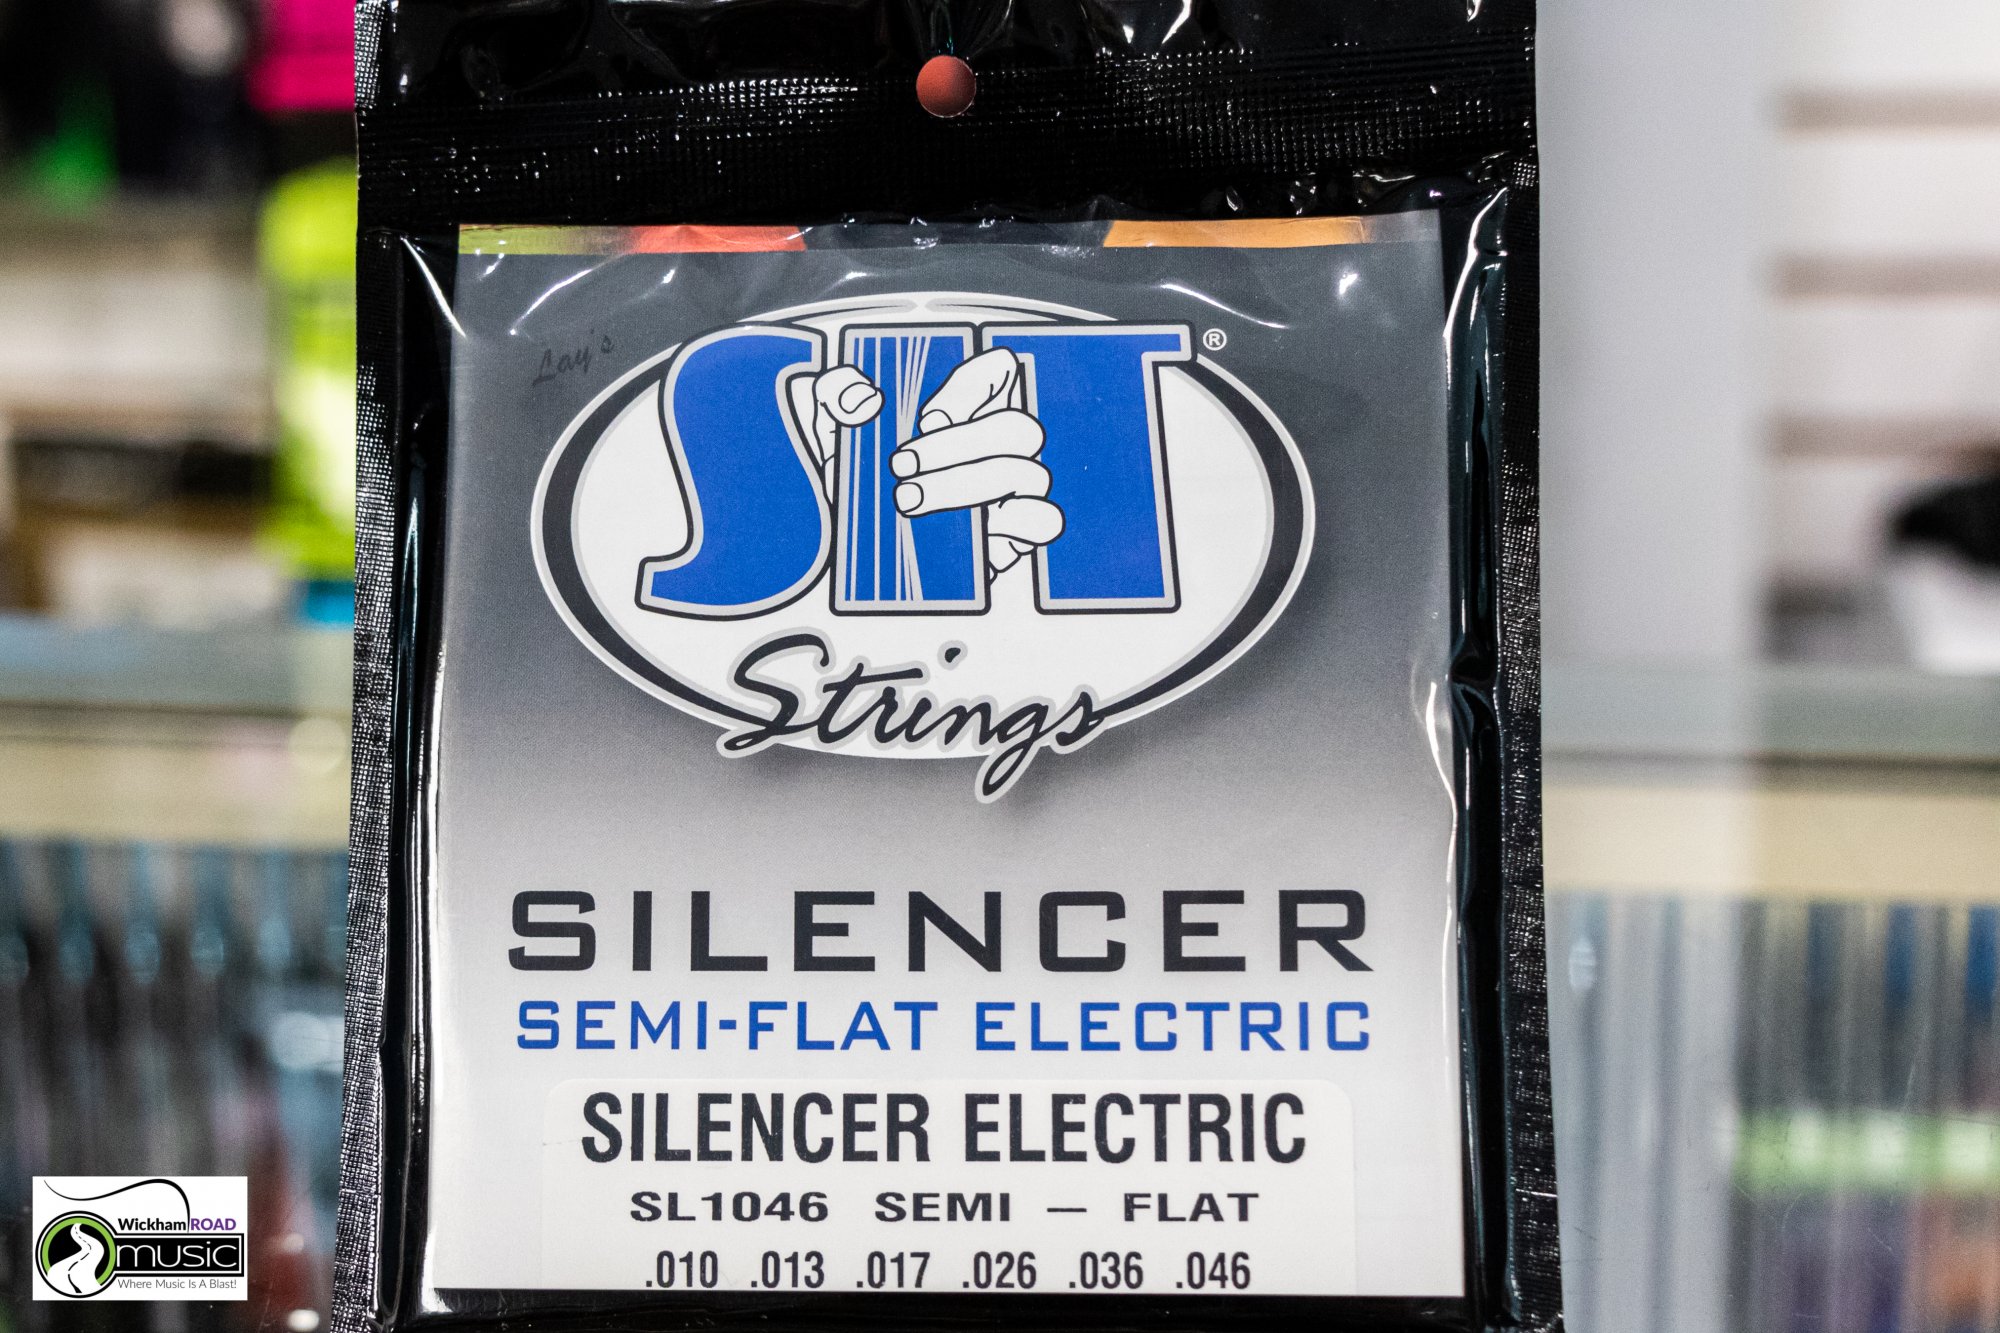 Lay's
SIT®
Strings
SILENCER
SEMI-FLAT ELECTRIC
SILENCER ELECTRIC
SL1046 SEMI — FLAT
.010 .013 .017 .026 .036 .046
Wickham ROAD
music
Where Music Is A Blast!